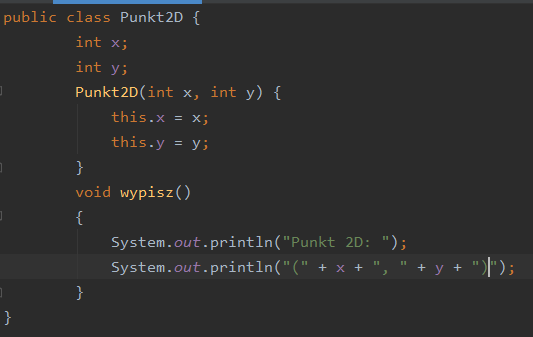 public class Punkt2D {
int x;
int y;
Punkt2D(int x, int y) {
this.x = x;
this.y = y;
}
void wypisz()
{
System.out.println("Punkt 2D: ");
System.out.println("(" + x + ", " + y + ")");
}
}